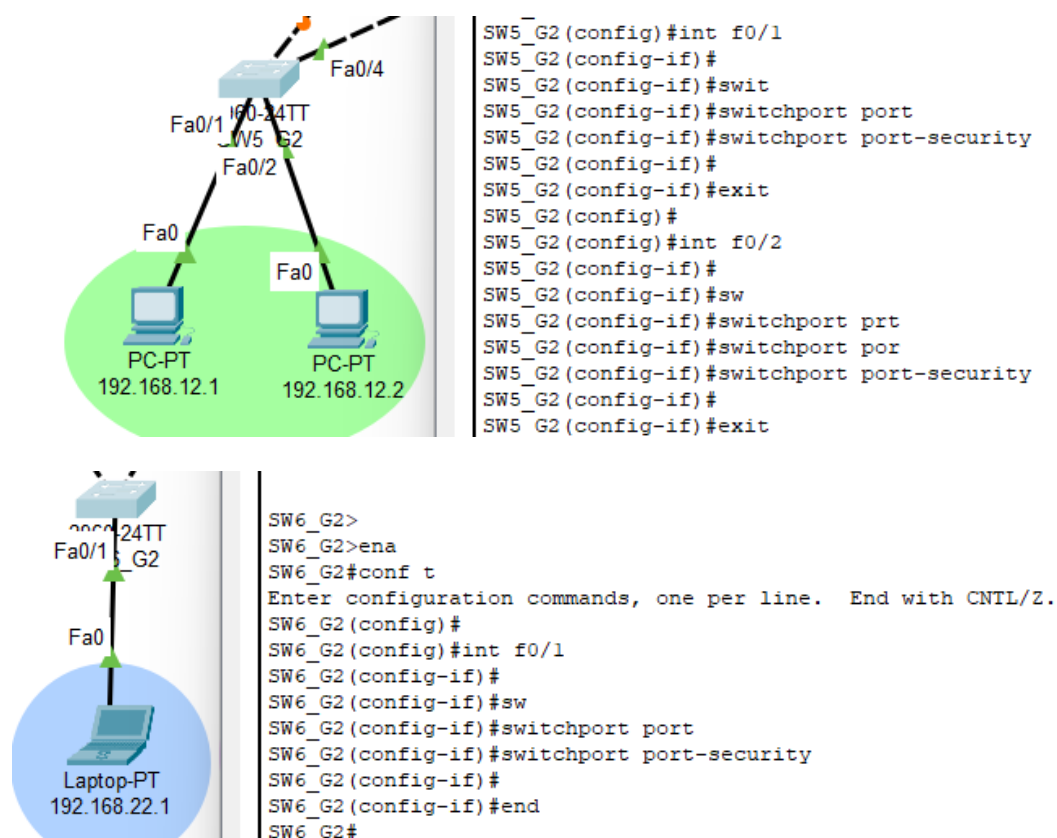 Fa0/4
Fa0/1
60-24TT
SW5_G2
Fa0/2
Fa0
Fa0
PC-PT
192.168.12.1
PC-PT
192.168.12.2
SW5_G2(config)#int f0/1
SW5_G2(config-if)#
SW5_G2(config-if)#swit
SW5_G2(config-if)#switchport port
SW5_G2(config-if)#switchport port-security
SW5_G2(config-if)#
SW5_G2(config-if)#exit
SW5_G2(config)#
SW5_G2(config)#int f0/2
SW5_G2(config-if)#
SW5_G2(config-if)#sw
SW5_G2(config-if)#switchport prt
SW5_G2(config-if)#switchport por
SW5_G2(config-if)#switchport port-security
SW5_G2(config-if)#
SW5_G2(config-if)#exit
2960-24TT
Fa0/1
_G2
Fa0
Laptop-PT
192.168.22.1
SW6_G2>
SW6_G2>ena
SW6_G2#conf t
Enter configuration commands, one per line.  End with CNTL/Z.
SW6_G2(config)#
SW6_G2(config)#int f0/1
SW6_G2(config-if)#
SW6_G2(config-if)#sw
SW6_G2(config-if)#switchport port
SW6_G2(config-if)#switchport port-security
SW6_G2(config-if)#
SW6_G2(config-if)#end
SW6_G2#